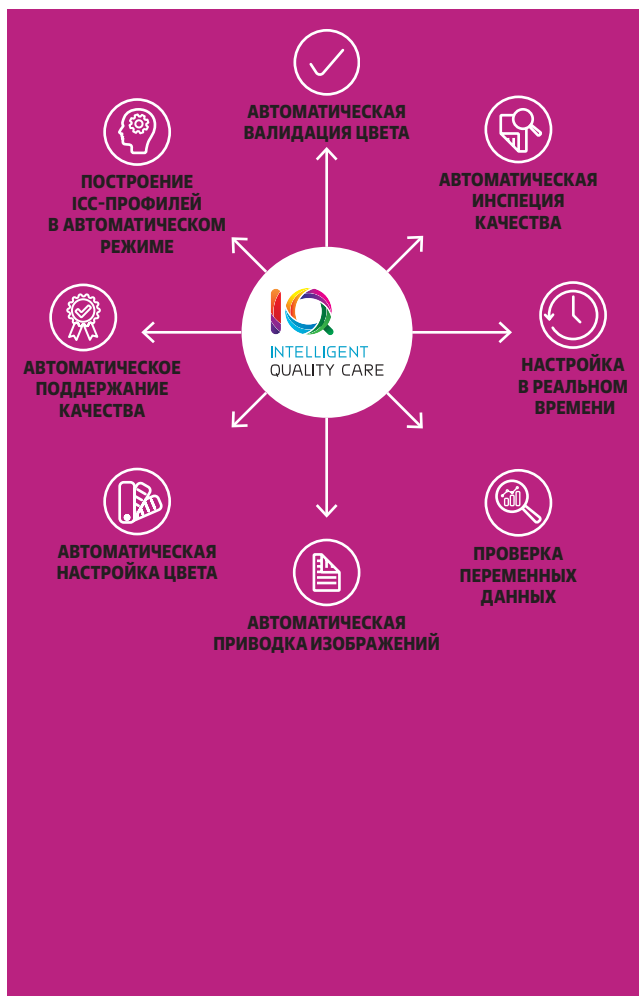 АВТОМАТИЧЕСКАЯ
ВАЛИДАЦИЯ ЦВЕТА
ПОСТРОЕНИЕ
ICC-ПРОФИЛЕЙ
В АВТОМАТИЧЕСКОМ
РЕЖИМЕ
АВТОМАТИЧЕСКАЯ
ИНСПЕЦИЯ
КАЧЕСТВА
IQ
INTELLIGENT
QUALITY CARE
АВТОМАТИЧЕСКОЕ
ПОДДЕРЖАНИЕ
КАЧЕСТВА
НАСТРОЙКА
В РЕАЛЬНОМ
ВРЕМЕНИ
АВТОМАТИЧЕСКАЯ
НАСТРОЙКА ЦВЕТА
ПРОВЕРКА
ПЕРЕМЕННЫХ
ДАННЫХ
АВТОМАТИЧЕСКАЯ
ПРИВОДКА ИЗОБРАЖЕНИЙ